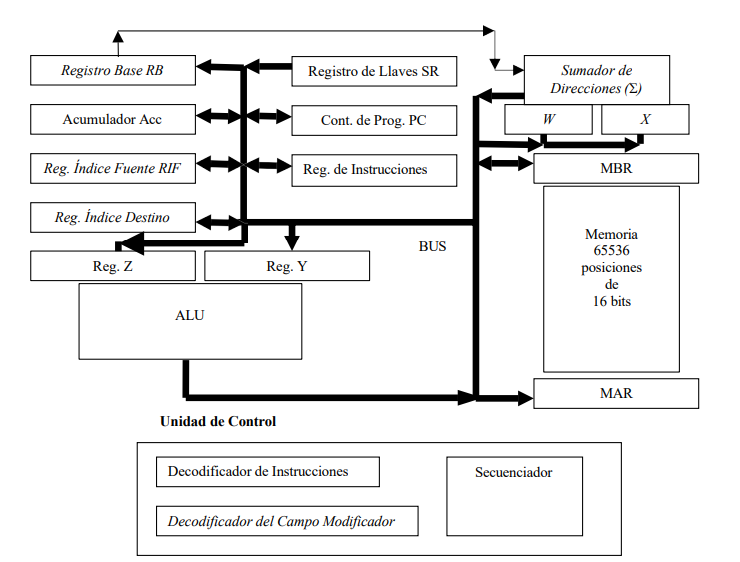 Registro Base RB
Registro de Llaves SR
Sumador de
Direcciones (Σ)
Acumulador Acc
Cont. de Prog. PC
W
X
Reg. Índice Fuente RIF
Reg. de Instrucciones
MBR
Reg. Índice Destino
Memoria
65536
posiciones
de
16 bits
BUS
Reg. Z
Reg. Y
ALU
MAR
Unidad de Control
Decodificador de Instrucciones
Secuenciador
Decodificador del Campo Modificador